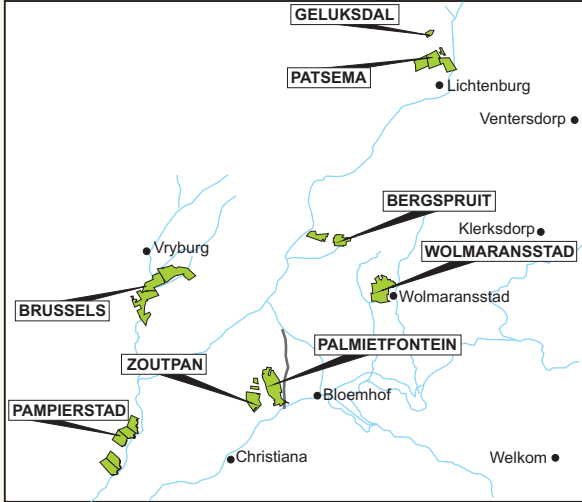 GELUKSDAL
PATSEMA
Lichtenburg
Ventersdorp
BERGSPRUIT
Klerksdorp
Vryburg
WOLMARANSSTAD
Wolmaransstad
BRUSSELS
PALMIETFONTEIN
ZOUTPAN
Bloemhof
PAMPIERSTAD
Christiana
Welkom